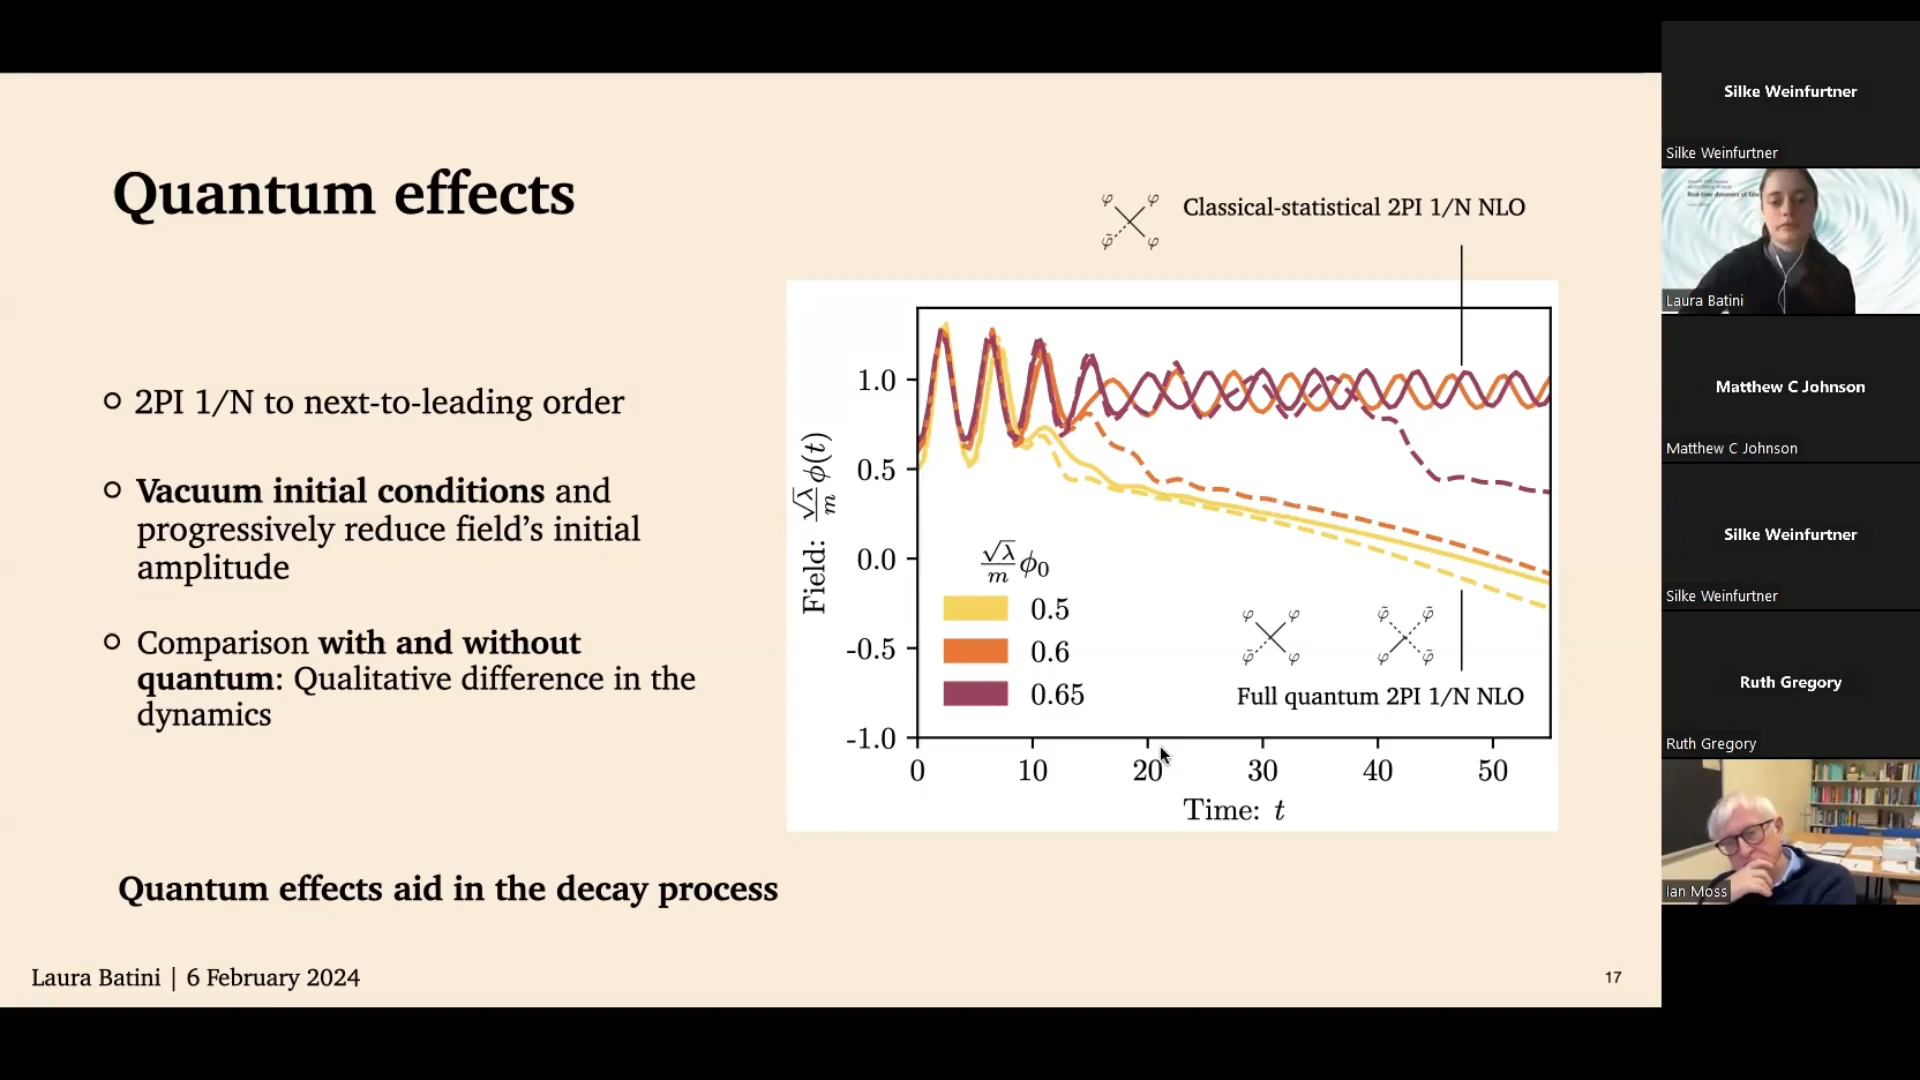 Quantum effects
2PI 1/N to next-to-leading order
Vacuum initial conditions and
progressively reduce field’s initial
amplitude
Comparison with and without
quantum: Qualitative difference in the
dynamics
Quantum effects aid in the decay process
φ φ
φ̃ φ
Classical-statistical 2PI 1/N NLO
Field: √λ/m ϕ(t)
1.0
0.5
0.0
-0.5
-1.0
√λ/m ϕ₀
0.5
0.6
0.65
φ φ
φ̃ φ
φ̃ φ̃
φ φ̃
Full quantum 2PI 1/N NLO
0 10 20 30 40 50
Time: t
Laura Batini | 6 February 2024
17
Silke Weinfurtner
Silke Weinfurtner
Laura Batini
Matthew C Johnson
Matthew C Johnson
Silke Weinfurtner
Silke Weinfurtner
Ruth Gregory
Ruth Gregory
Ian Moss